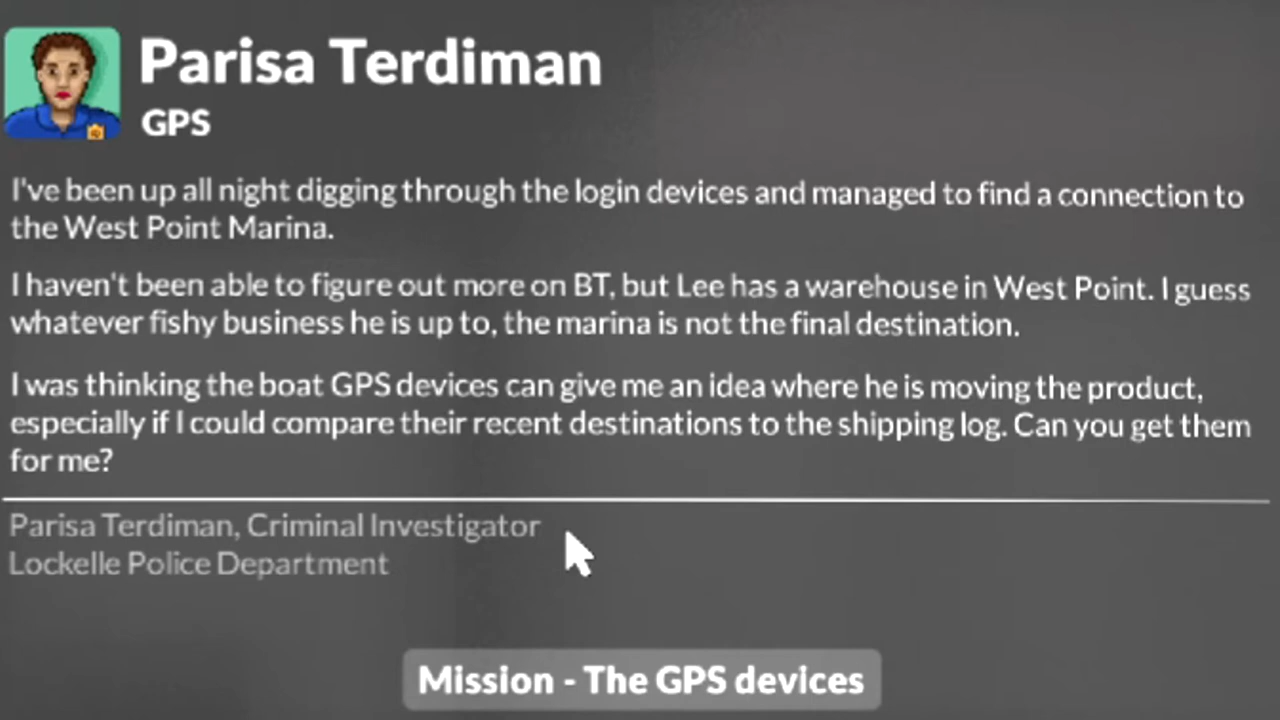 Parisa Terdiman
GPS
I've been up all night digging through the login devices and managed to find a connection to
the West Point Marina.
I haven't been able to figure out more on BT, but Lee has a warehouse in West Point. I guess
whatever fishy business he is up to, the marina is not the final destination.
I was thinking the boat GPS devices can give me an idea where he is moving the product,
especially if I could compare their recent destinations to the shipping log. Can you get them
for me?
Parisa Terdiman, Criminal Investigator
Lockelle Police Department
Mission - The GPS devices